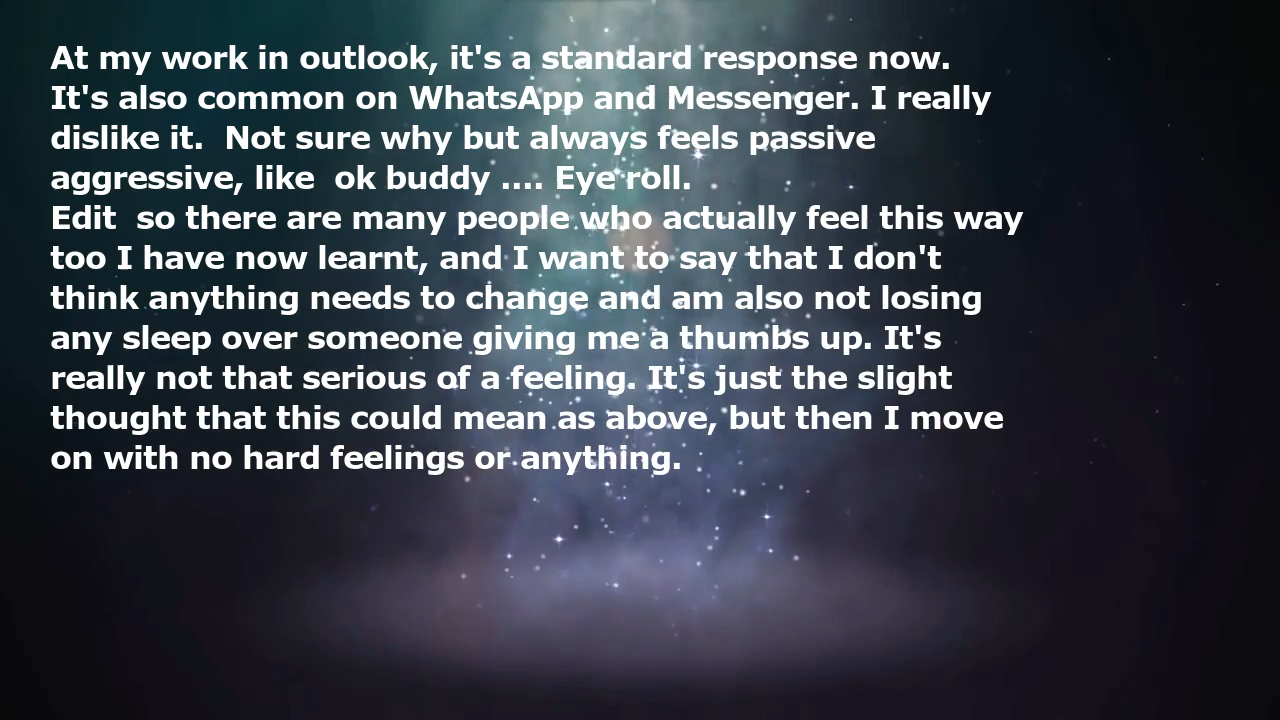 At my work in outlook, it's a standard response now.
It's also common on WhatsApp and Messenger. I really
dislike it.  Not sure why but always feels passive
aggressive, like  ok buddy .... Eye roll.
Edit  so there are many people who actually feel this way
too I have now learnt, and I want to say that I don't
think anything needs to change and am also not losing
any sleep over someone giving me a thumbs up. It's
really not that serious of a feeling. It's just the slight
thought that this could mean as above, but then I move
on with no hard feelings or anything.